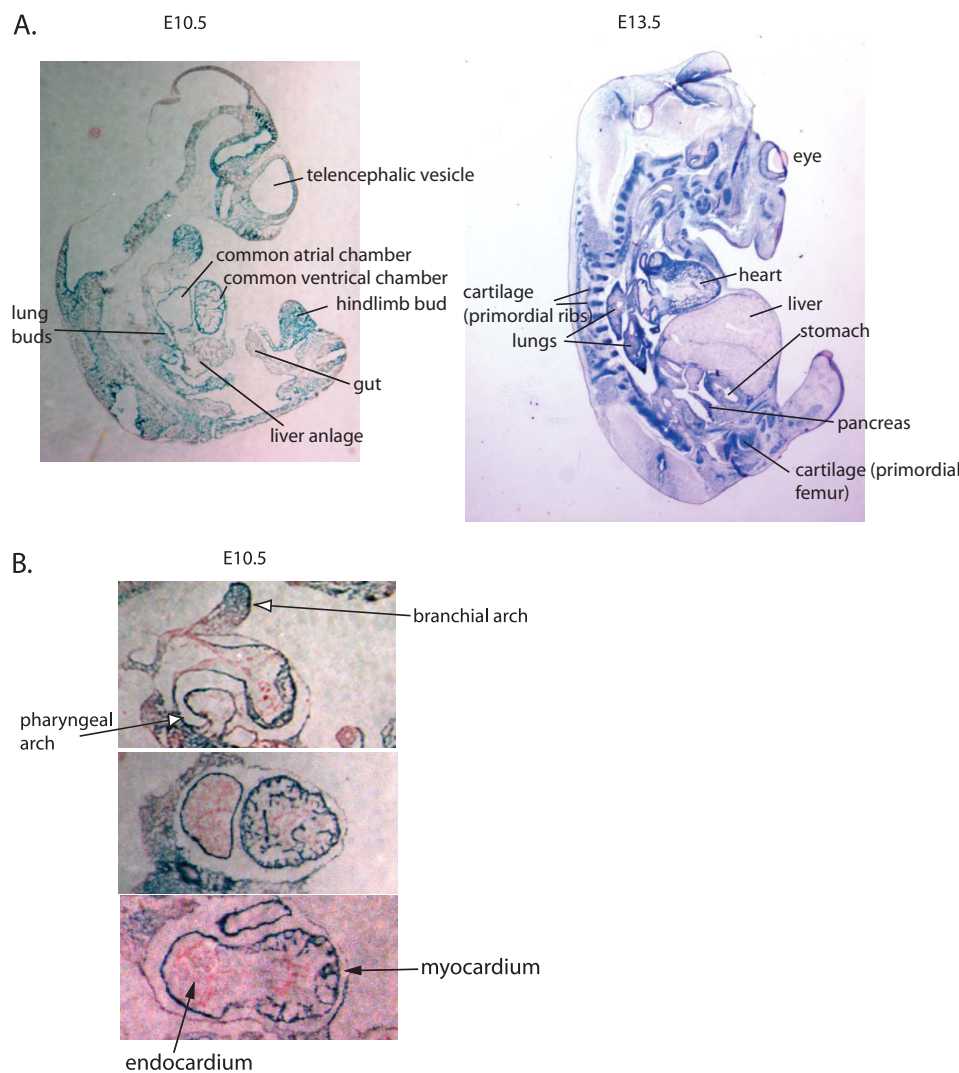 A.
E10.5
E13.5
telencephalic vesicle
common atrial chamber
common ventrical chamber
hindlimb bud
lung
buds
gut
liver anlage
eye
heart
cartilage
(primordial ribs)
lungs
liver
stomach
pancreas
cartilage (primordial
femur)
B.
E10.5
branchial arch
pharyngeal
arch
myocardium
endocardium